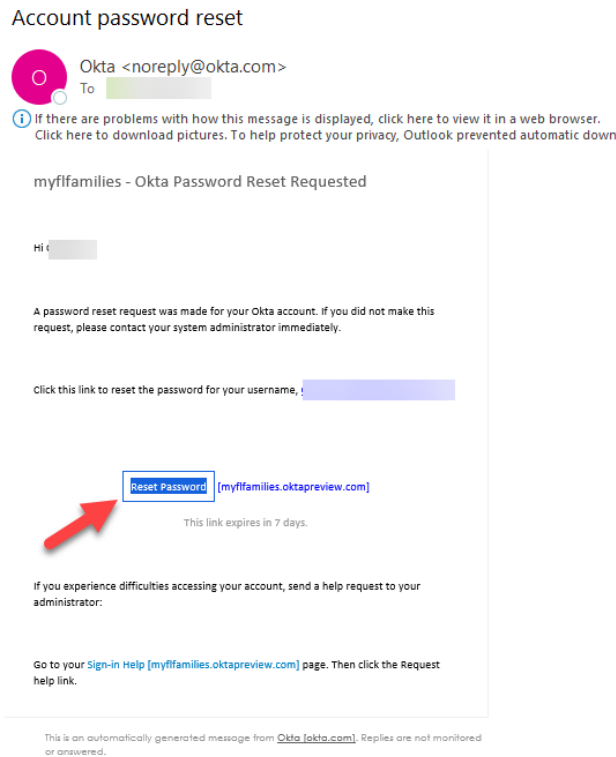 Account password reset
O
Okta <noreply@okta.com>
To
If there are problems with how this message is displayed, click here to view it in a web browser.
Click here to download pictures. To help protect your privacy, Outlook prevented automatic down
myflfamilies - Okta Password Reset Requested
Hi
A password reset request was made for your Okta account. If you did not make this
request, please contact your system administrator immediately.
Click this link to reset the password for your username,
Reset Password [myflfamilies.oktapreview.com]
This link expires in 7 days.
If you experience difficulties accessing your account, send a help request to your
administrator:
Go to your Sign-in Help [myflfamilies.oktapreview.com] page. Then click the Request
help link.
This is an automatically generated message from Okta [okta.com]. Replies are not monitored
or answered.